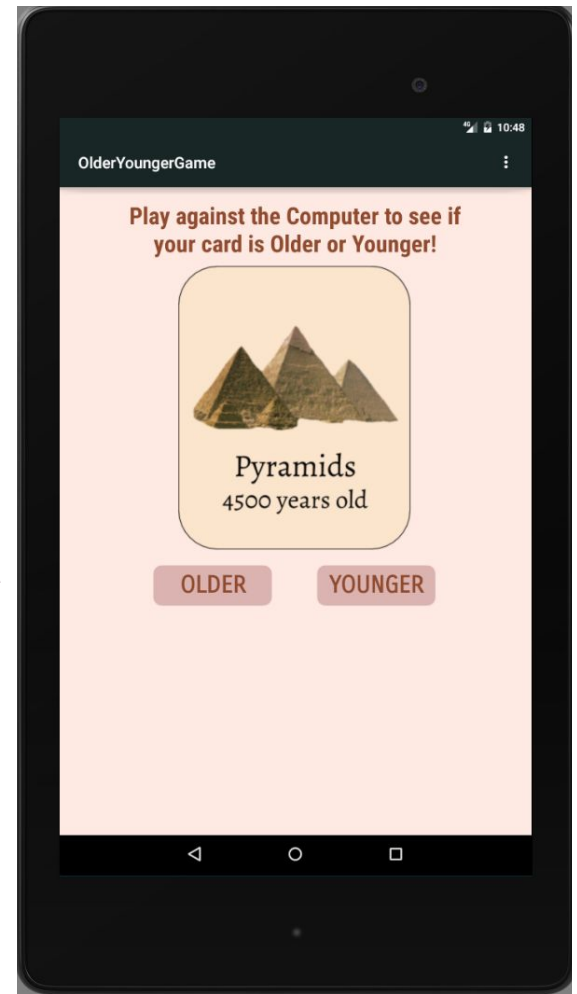 4G 10:48
OlderYoungerGame
Play against the Computer to see if
your card is Older or Younger!
Pyramids
4500 years old
OLDER YOUNGER